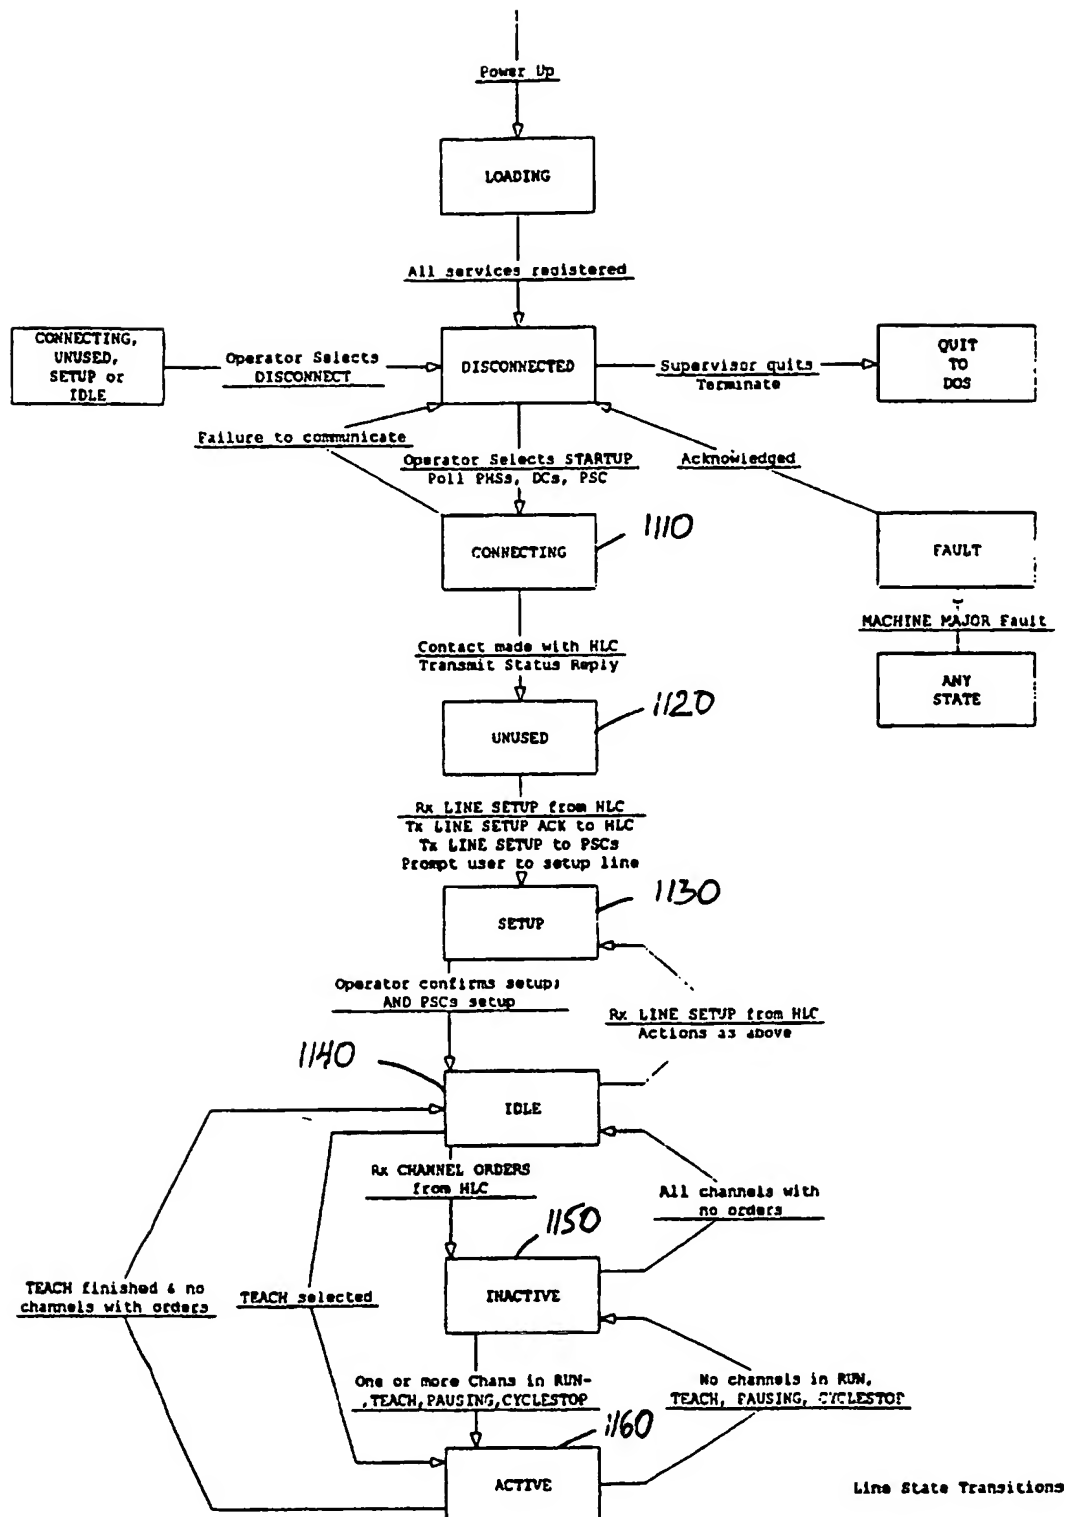 Power Up
LOADING
All services registered
CONNECTING,
UNUSED,
SETUP or
IDLE
Operator Selects
DISCONNECT
DISCONNECTED
Supervisor quits
Terminate
QUIT
TO
DOS
Failure to communicate
Operator Selects STARTUP
Poll PHSs, DCs, PSC
Acknowledged
CONNECTING
1110
FAULT
MACHINE MAJOR Fault
ANY
STATE
Contact made with HLC
Transmit Status Reply
UNUSED
1120
Rx LINE SETUP from HLC
Tx LINE SETUP ACK to HLC
Tx LINE SETUP to PSCs
Prompt user to setup line
SETUP
1130
Operator confirms setup;
AND PSCs setup
Rx LINE SETUP from HLC
Actions as above
1140
IDLE
Rx CHANNEL ORDERS
from HLC
All channels with
no orders
1150
INACTIVE
TEACH finished & no
channels with orders
TEACH selected
One or more Chans in RUN-
,TEACH,PAUSING,CYCLESTOP
No channels in RUN,
TEACH, PAUSING, CYCLESTOP
1160
ACTIVE
Line State Transitions